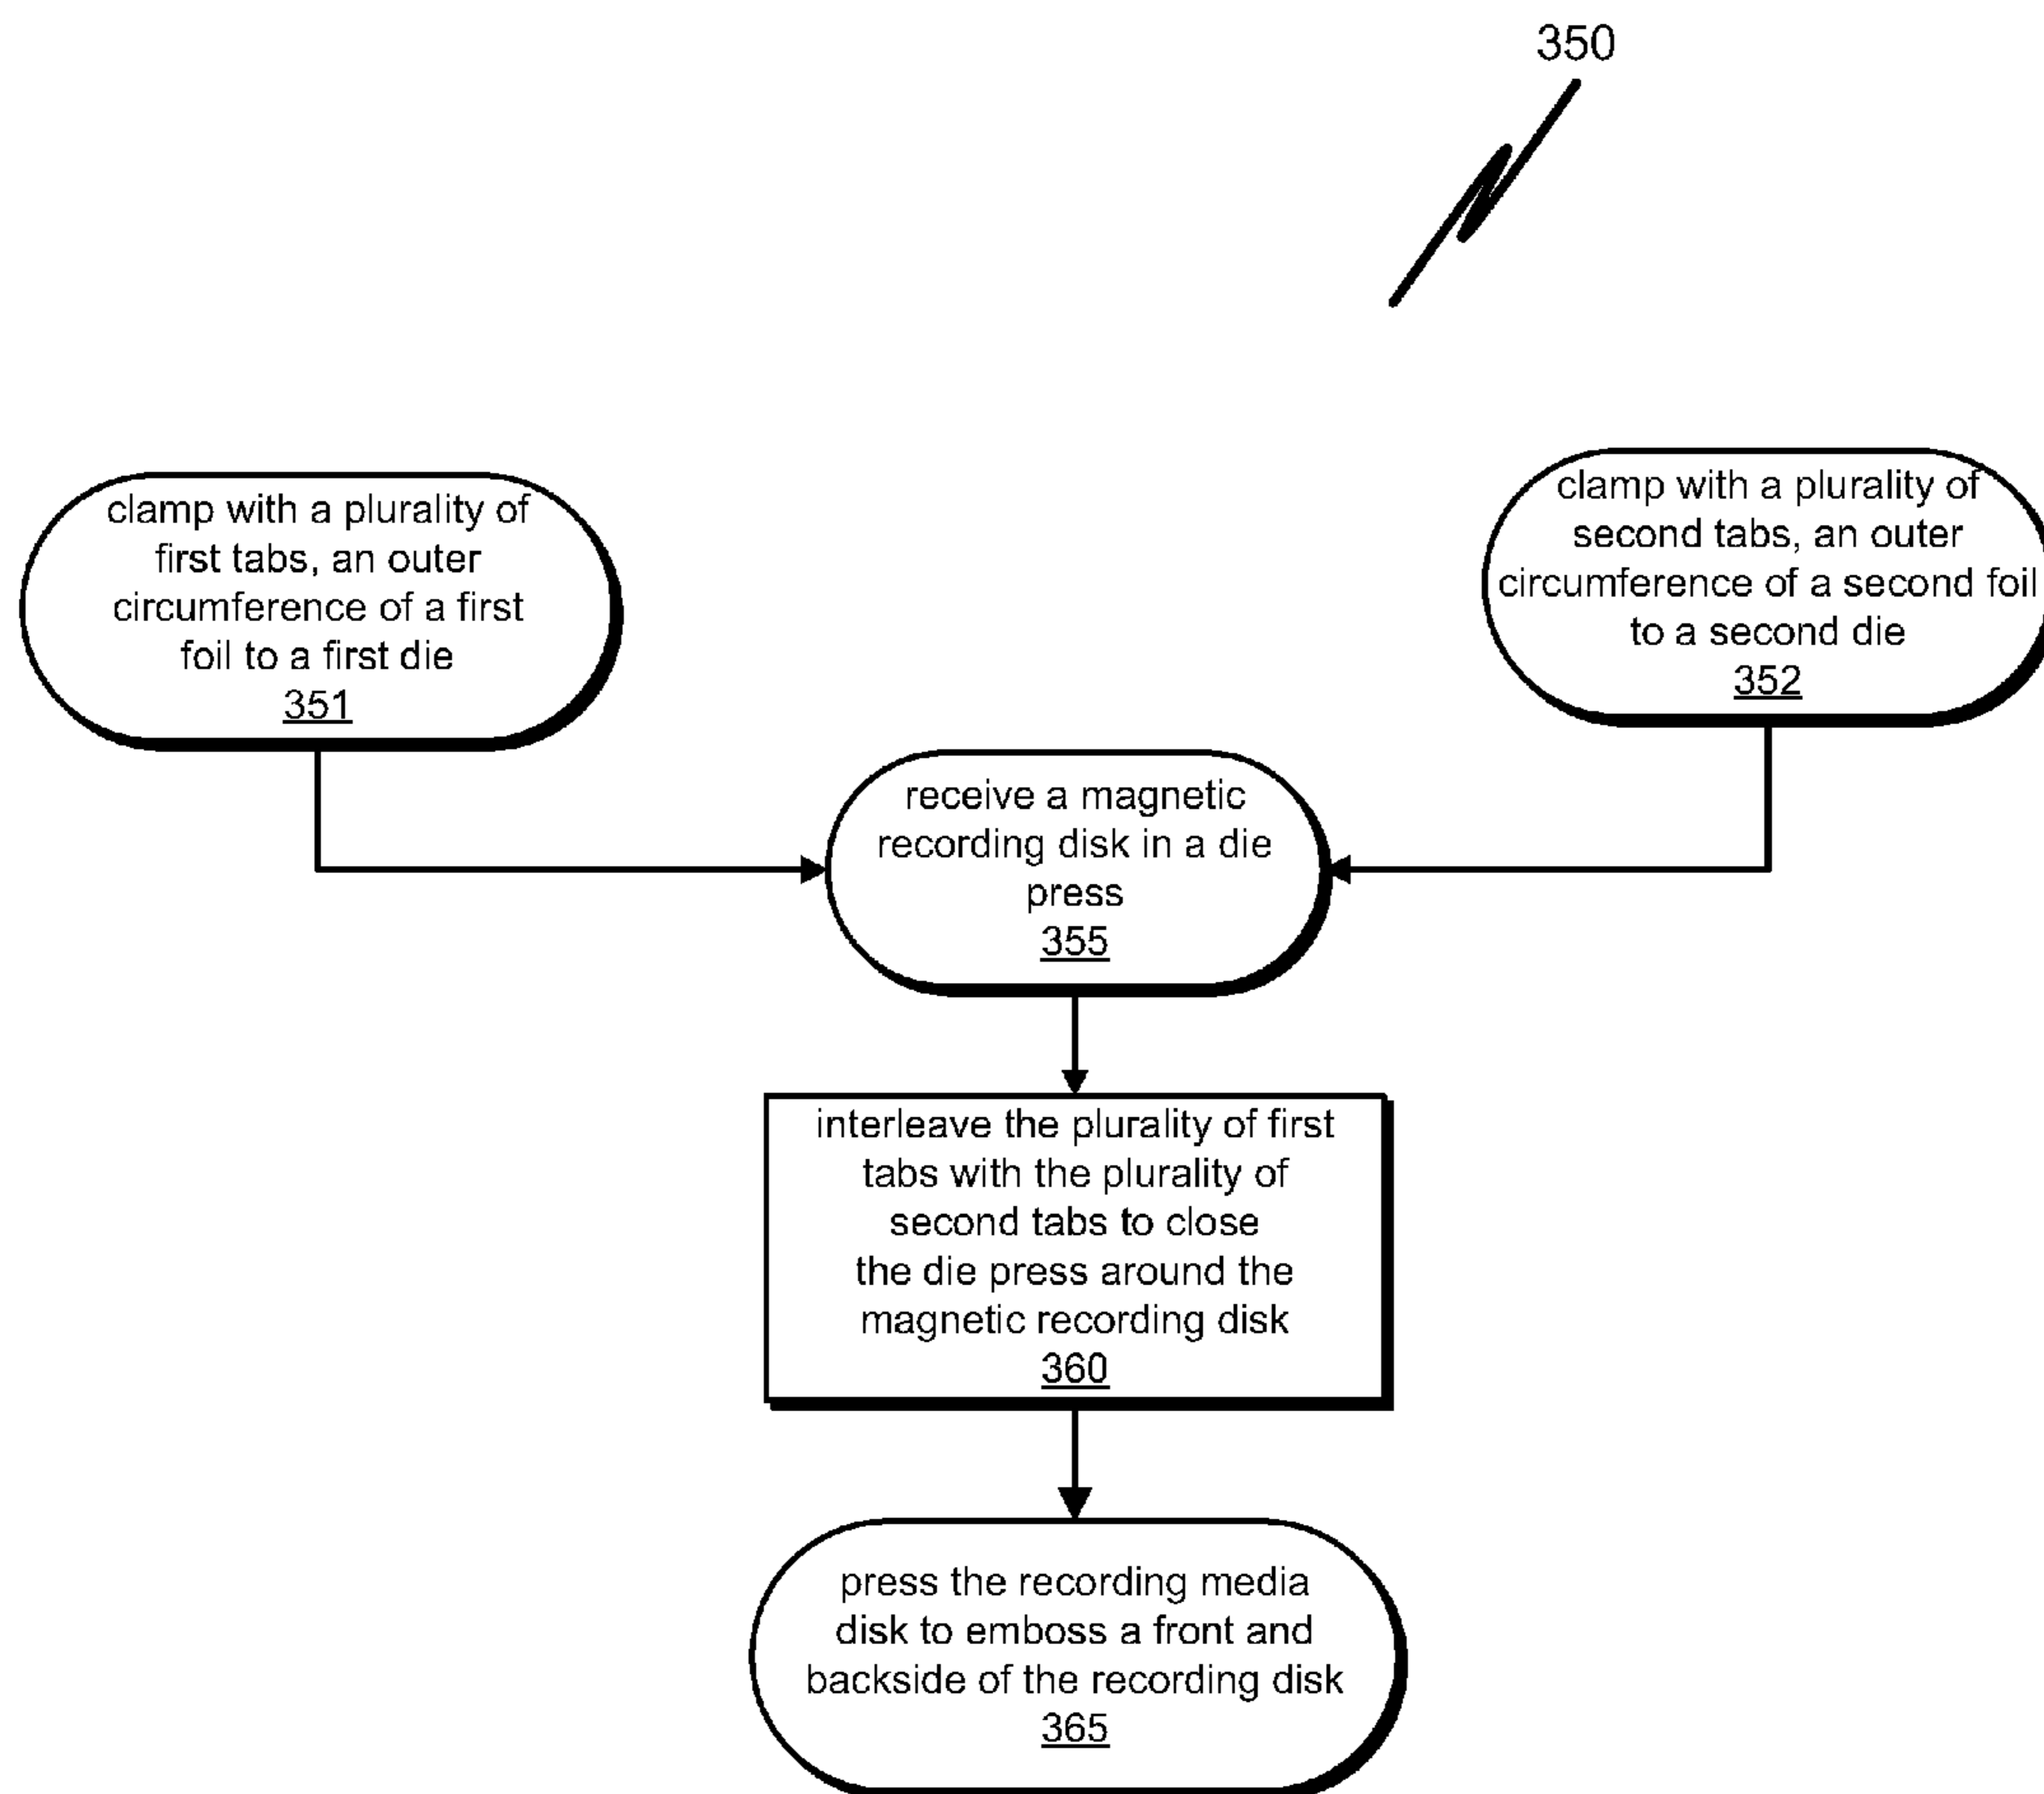 350
clamp with a plurality of
first tabs, an outer
circumference of a first
foil to a first die
351
clamp with a plurality of
second tabs, an outer
circumference of a second foil
to a second die
352
receive a magnetic
recording disk in a die
press
355
interleave the plurality of first
tabs with the plurality of
second tabs to close
the die press around the
magnetic recording disk
360
press the recording media
disk to emboss a front and
backside of the recording disk
365